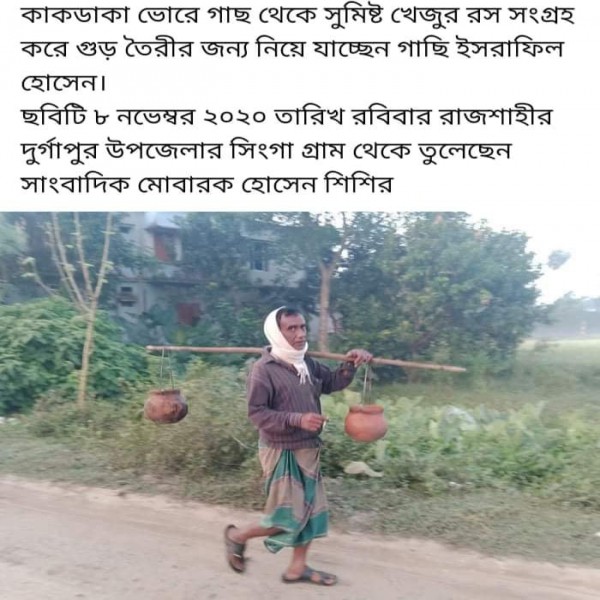 কাকডাকা ভোরে গাছ থেকে সুমিষ্ট খেজুর রস সংগ্রহ
করে গুড় তৈরীর জন্য নিয়ে যাচ্ছেন গাছি ইসরাফিল
হোসেন।
ছবিটি ৮ নভেম্বর ২০২০ তারিখ রবিবার রাজশাহীর
দুর্গাপুর উপজেলার সিংগা গ্রাম থেকে তুলেছেন
সাংবাদিক মোবারক হোসেন শিশির